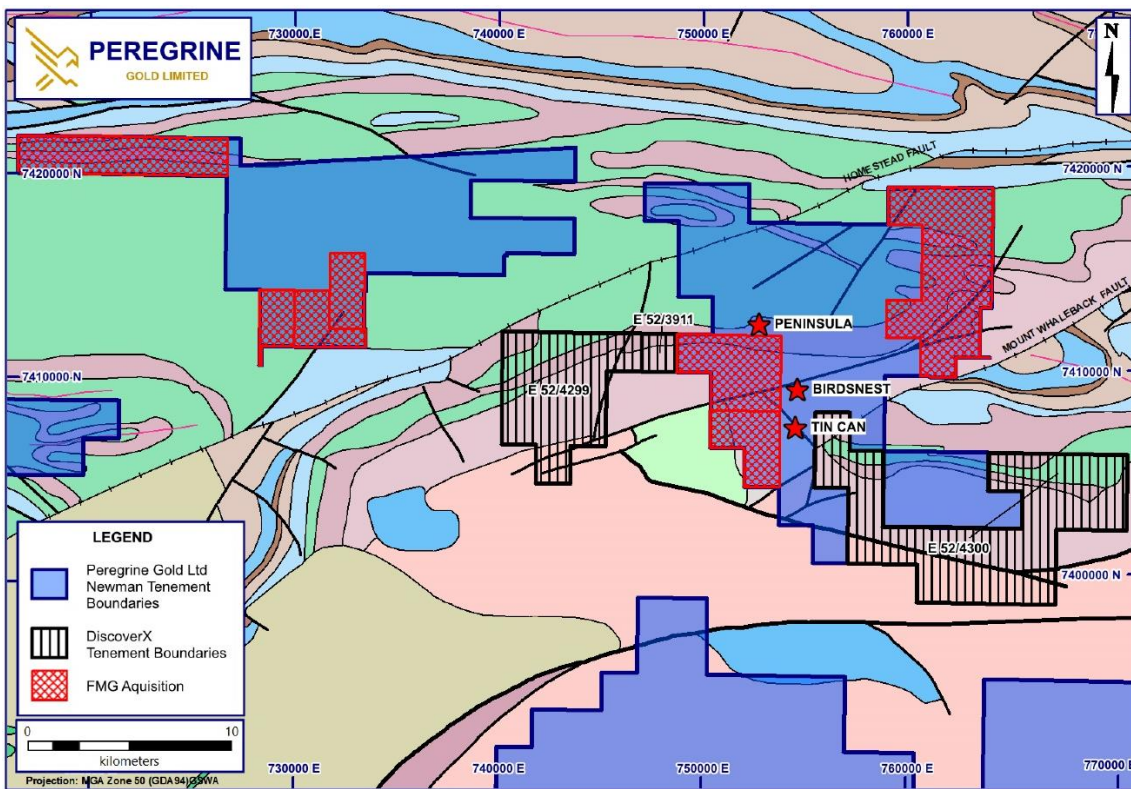 730000 E
740000 E
750000 E
760000 E
N
PEREGRINE
GOLD LIMITED
HOMESTEAD FAULT
7420000 N
7420000 N
MOUNT WHALEBACK FAULT
E 52/3911
PENINSULA
7410000 N
7410000 N
E 52/4299
BIRDSNEST
TIN CAN
E 52/4300
7400000 N
LEGEND
Peregrine Gold Ltd
Newman Tenement
Boundaries
DiscoverX
Tenement Boundaries
FMG Aquisition
0
10
kilometers
Projection: MGA Zone 50 (GDA94)GSWA
730000 E
740000 E
750000 E
760000 E
770000 E